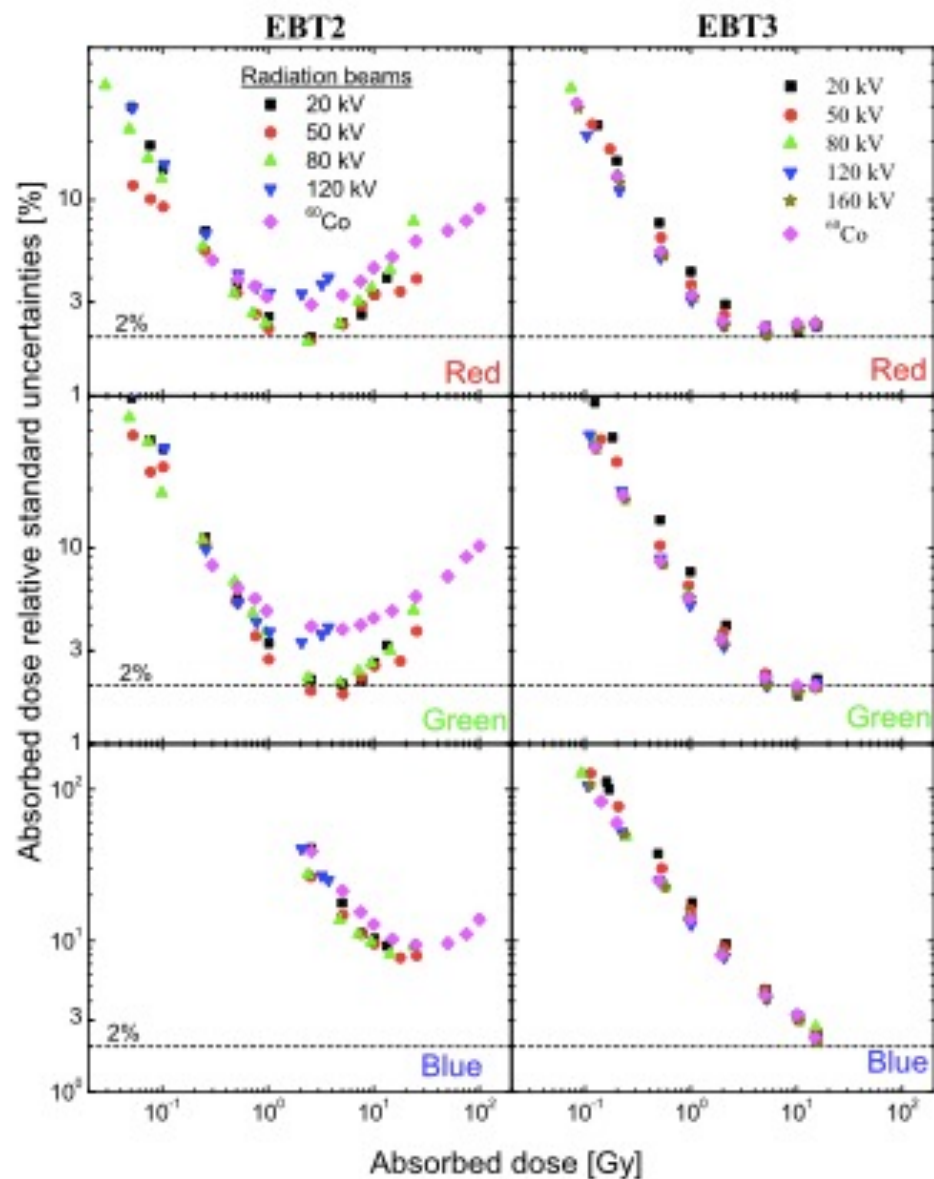 EBT2
EBT3
Radiation beams
20 kV
50 kV
80 kV
120 kV
⁶⁰Co
20 kV
50 kV
80 kV
120 kV
160 kV
⁶⁰Co
Absorbed dose relative standard uncertainties [%]
10
3
2%
1
Red
Red
10
3
2%
1
Green
Green
10²
10¹
3
2%
10⁰
Blue
Blue
10⁻¹ 10⁰ 10¹ 10² 10⁻¹ 10⁰ 10¹ 10²
Absorbed dose [Gy]